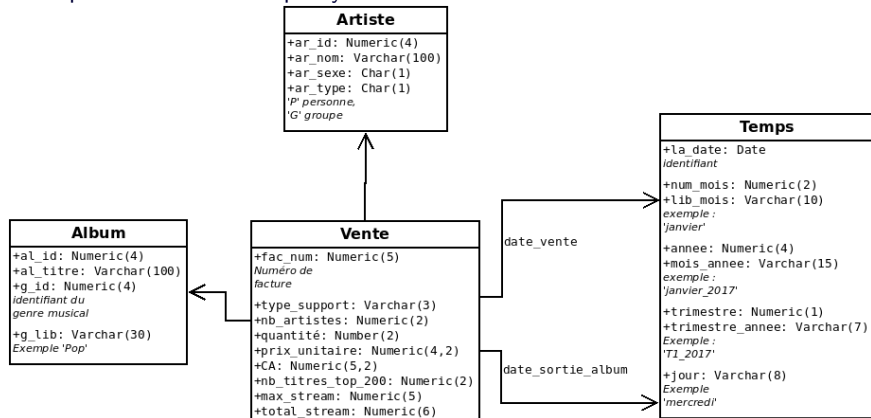 Artiste
+ar_id: Numeric(4)
+ar_nom: Varchar(100)
+ar_sexe: Char(1)
+ar_type: Char(1)
'P' personne,
'G' groupe
Temps
+la_date: Date
identifiant
+num_mois: Numeric(2)
+lib_mois: Varchar(10)
exemple :
'janvier'
+annee: Numeric(4)
+mois_annee: Varchar(15)
exemple :
'janvier_2017'
+trimestre: Numeric(1)
+trimestre_annee: Varchar(7)
Exemple :
'T1_2017'
+jour: Varchar(8)
Exemple
'mercredi'
Album
+al_id: Numeric(4)
+al_titre: Varchar(100)
+g_id: Numeric(4)
identifiant du
genre musical
+g_lib: Varchar(30)
Exemple 'Pop'
Vente
+fac_num: Numeric(5)
Numéro de
facture
+type_support: Varchar(3)
+nb_artistes: Numeric(2)
+quantité: Number(2)
+prix_unitaire: Numeric(4,2)
+CA: Numeric(5,2)
+nb_titres_top_200: Numeric(2)
+max_stream: Numeric(5)
+total_stream: Numeric(6)
date_vente
date_sortie_album